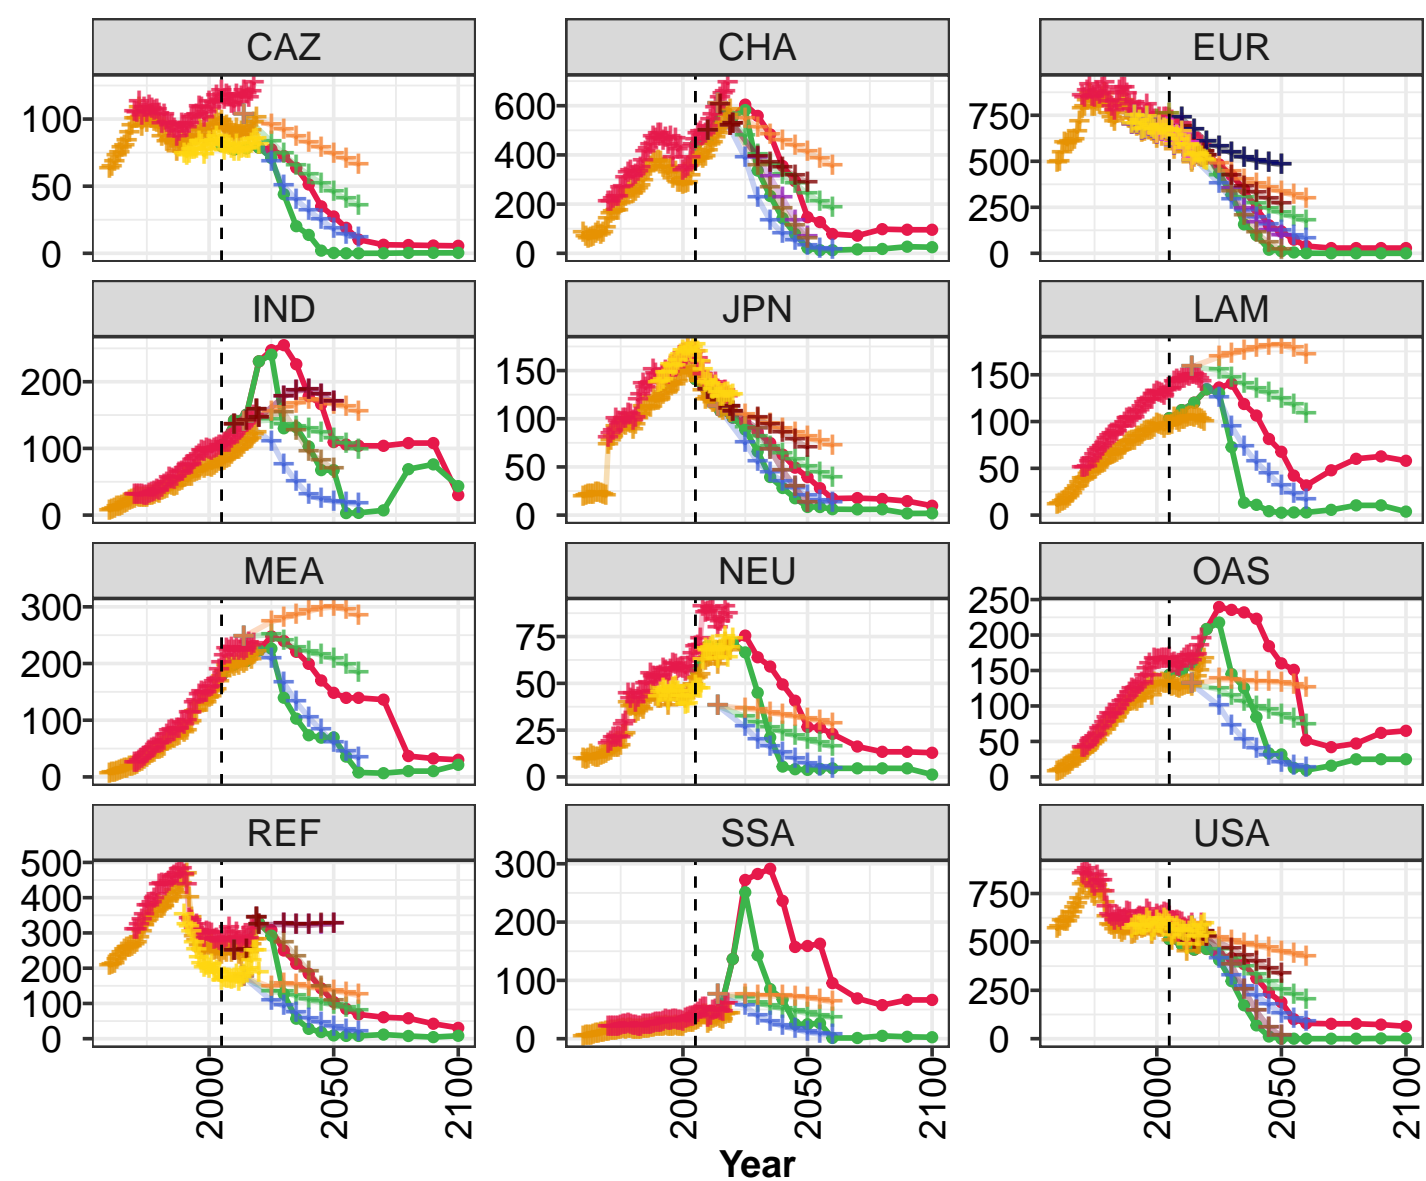 CAZ CHA EUR
100 600 750
50 400 500
0 200 250
0 0
IND JPN LAM
200 150 150
100 100 100
0 50 50
0 0
MEA NEU OAS
300 75 250
200 50 200
100 25 150
0 0 100
50
0
REF SSA USA
500 300 750
400 200 500
300 100 250
200 0 0
100
0
2000 2050 2100 2000 2050 2100 2000 2050 2100
Year